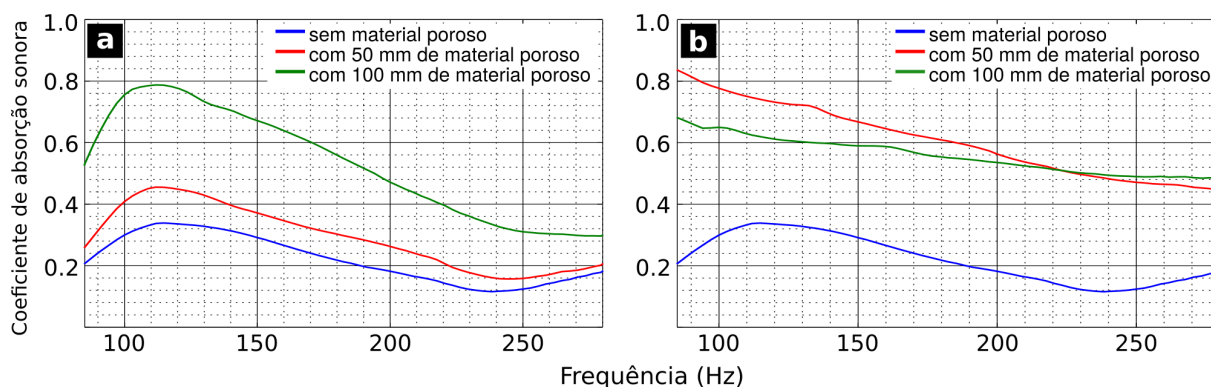 Coeficiente de absorção sonora
1.0
0.8
0.6
0.4
0.2
a
sem material poroso
com 50 mm de material poroso
com 100 mm de material poroso
100
150
200
250
1.0
0.8
0.6
0.4
0.2
b
sem material poroso
com 50 mm de material poroso
com 100 mm de material poroso
100
150
200
250
Frequência (Hz)